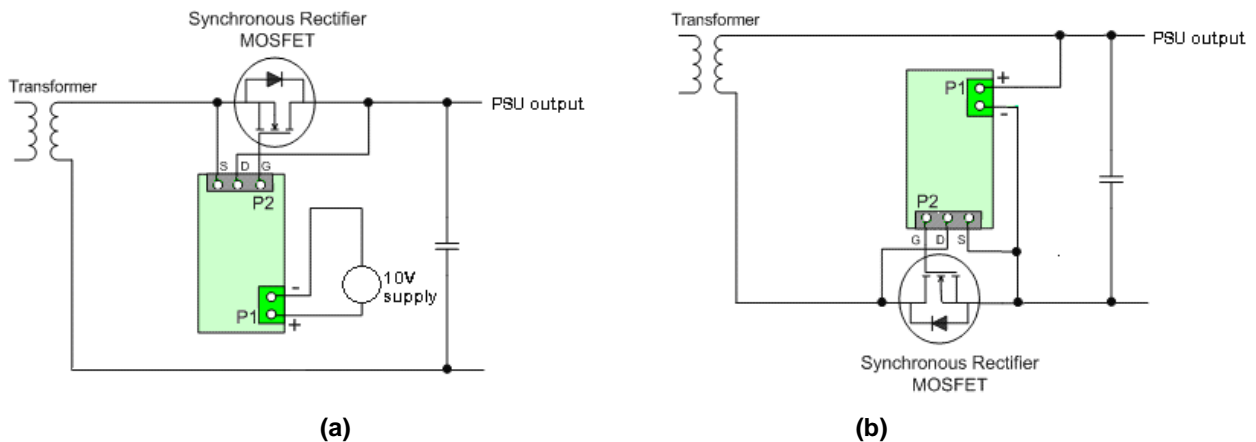 Synchronous Rectifier
MOSFET
Transformer
PSU output
S D G
P2
10V
supply
-
P1
+
(a)
Transformer
PSU output
+
P1
-
P2
G D S
Synchronous Rectifier
MOSFET
(b)